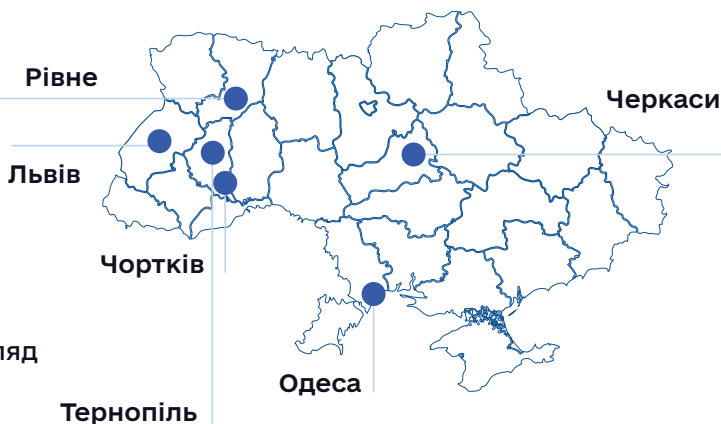 Рівне
Черкаси
Львів
Чортків
Одеса
Тернопіль